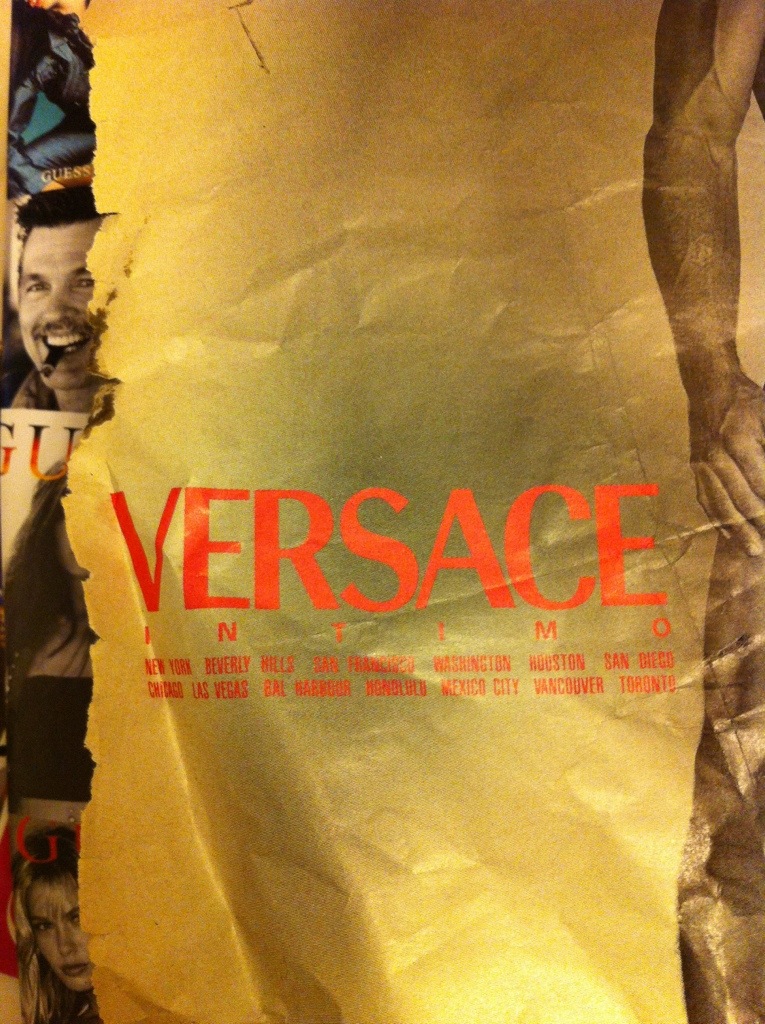 GUESS
GU
VERSACE
INTIMO
NEW YORK BEVERLY HILLS SAN FRANCISCO WASHINGTON HOUSTON SAN DIEGO
CHICAGO LAS VEGAS BAL HARBOUR HONOLULU MEXICO CITY VANCOUVER TORONTO
G